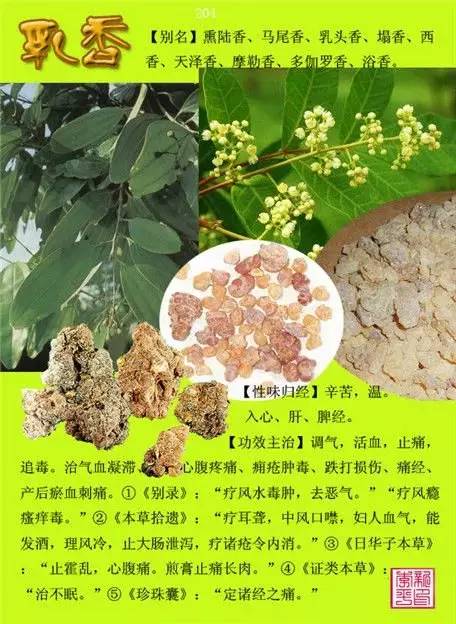 204
乳香
【别名】熏陆香、马尾香、乳头香、塌香、西
香、天泽香、摩勒香、多伽罗香、浴香。
【性味归经】辛苦，温。
入心、肝、脾经。
【功效主治】调气，活血，止痛，
追毒。治气血凝滞、心腹疼痛、痈疮肿毒、跌打损伤、痛经、
产后瘀血刺痛。①《别录》：“疗风水毒肿，去恶气。”“疗风瘾
疹痒毒。”②《本草拾遗》：“疗耳聋，中风口噤，妇人血气，能
发酒，理风冷，止大肠泄泻，疗诸疮令内消。”③《日华子本草》
：“止霍乱，心腹痛。煎膏止痛长肉。”④《证类本草》：
“治不眠。”⑤《珍珠囊》：“定诸经之痛。”